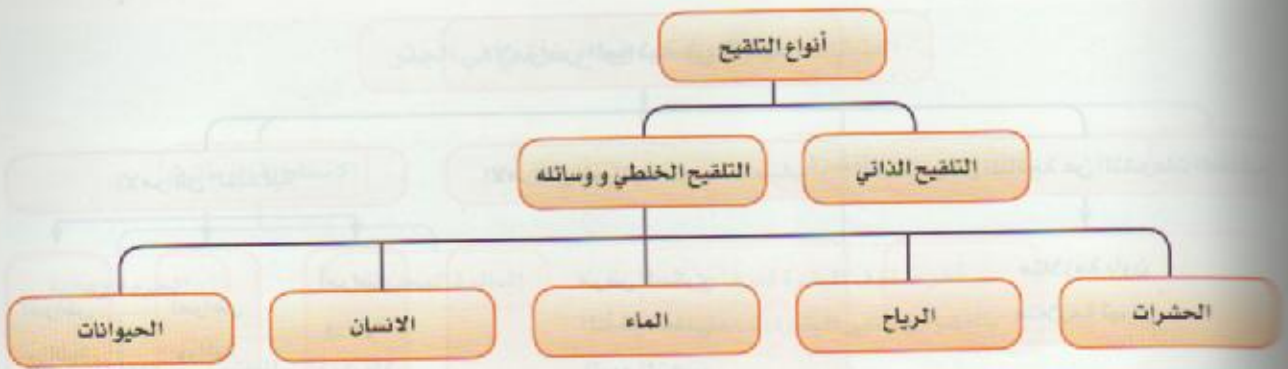 أنواع التلقيح
التلقيح الذاتي
التلقيح الخلطي و وسائله
الحشرات
الرياح
الماء
الانسان
الحيوانات